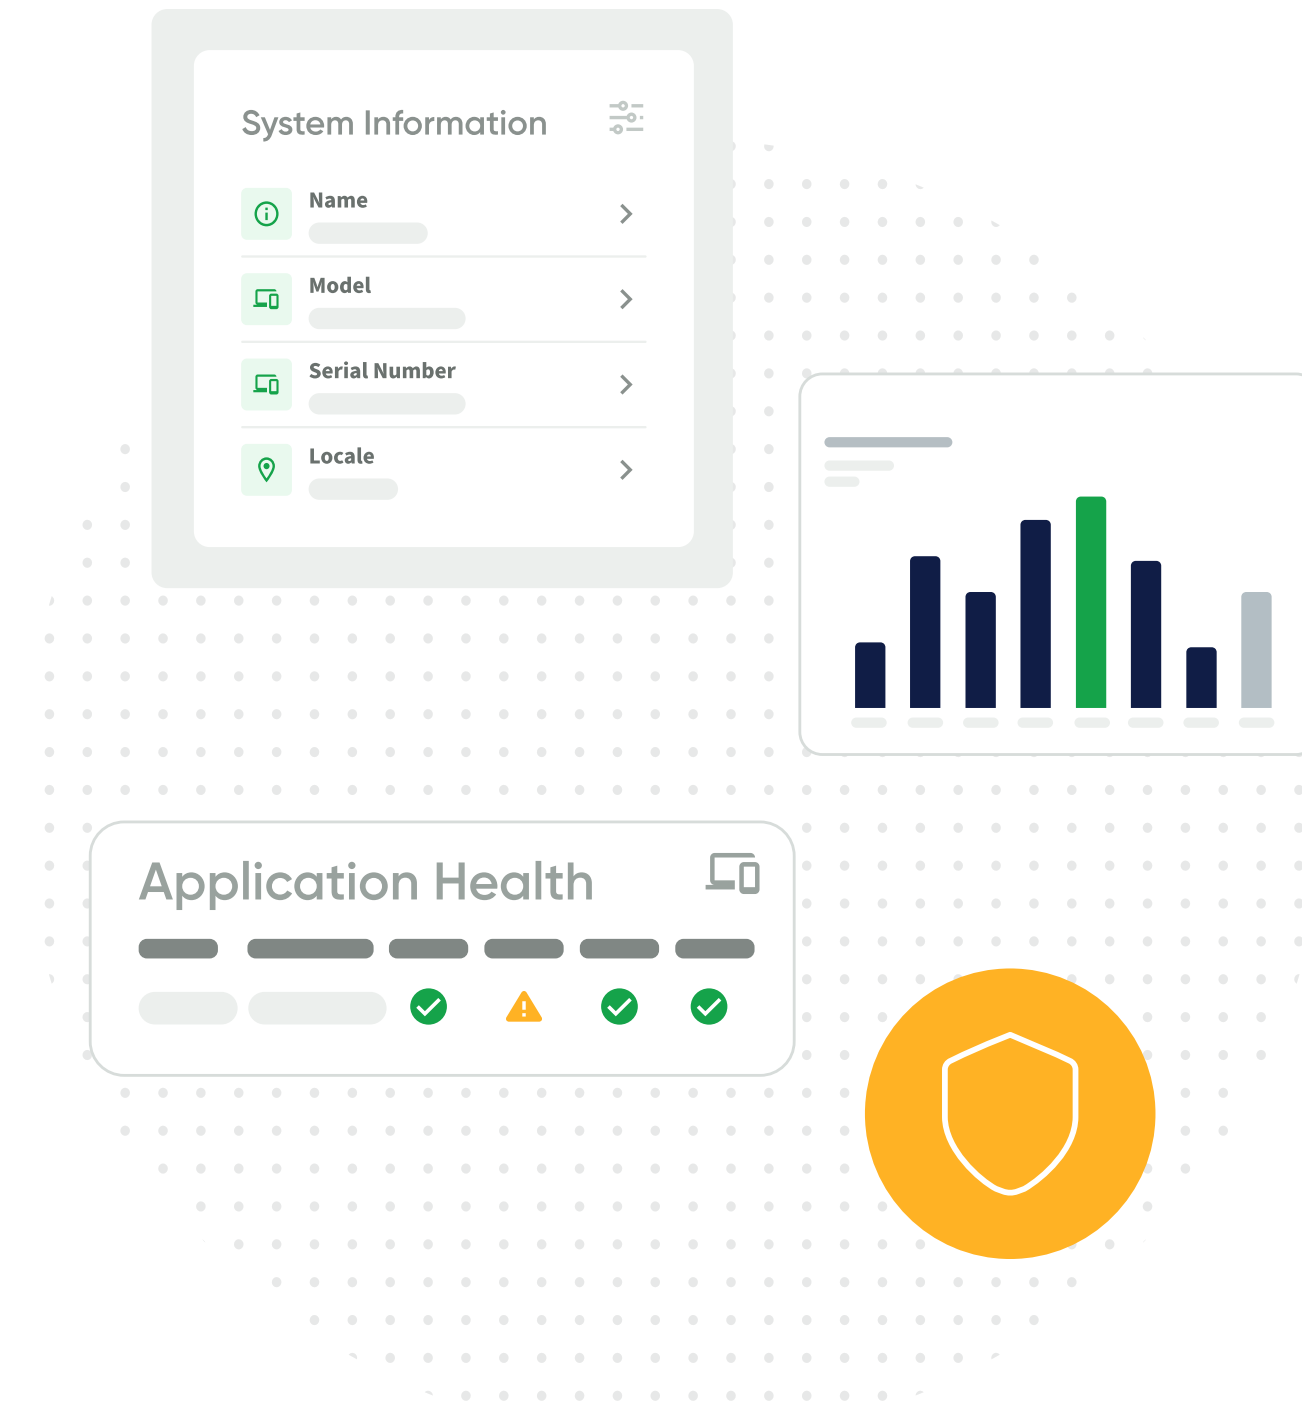 System Information
Name
Model
Serial Number
Locale
Application Health